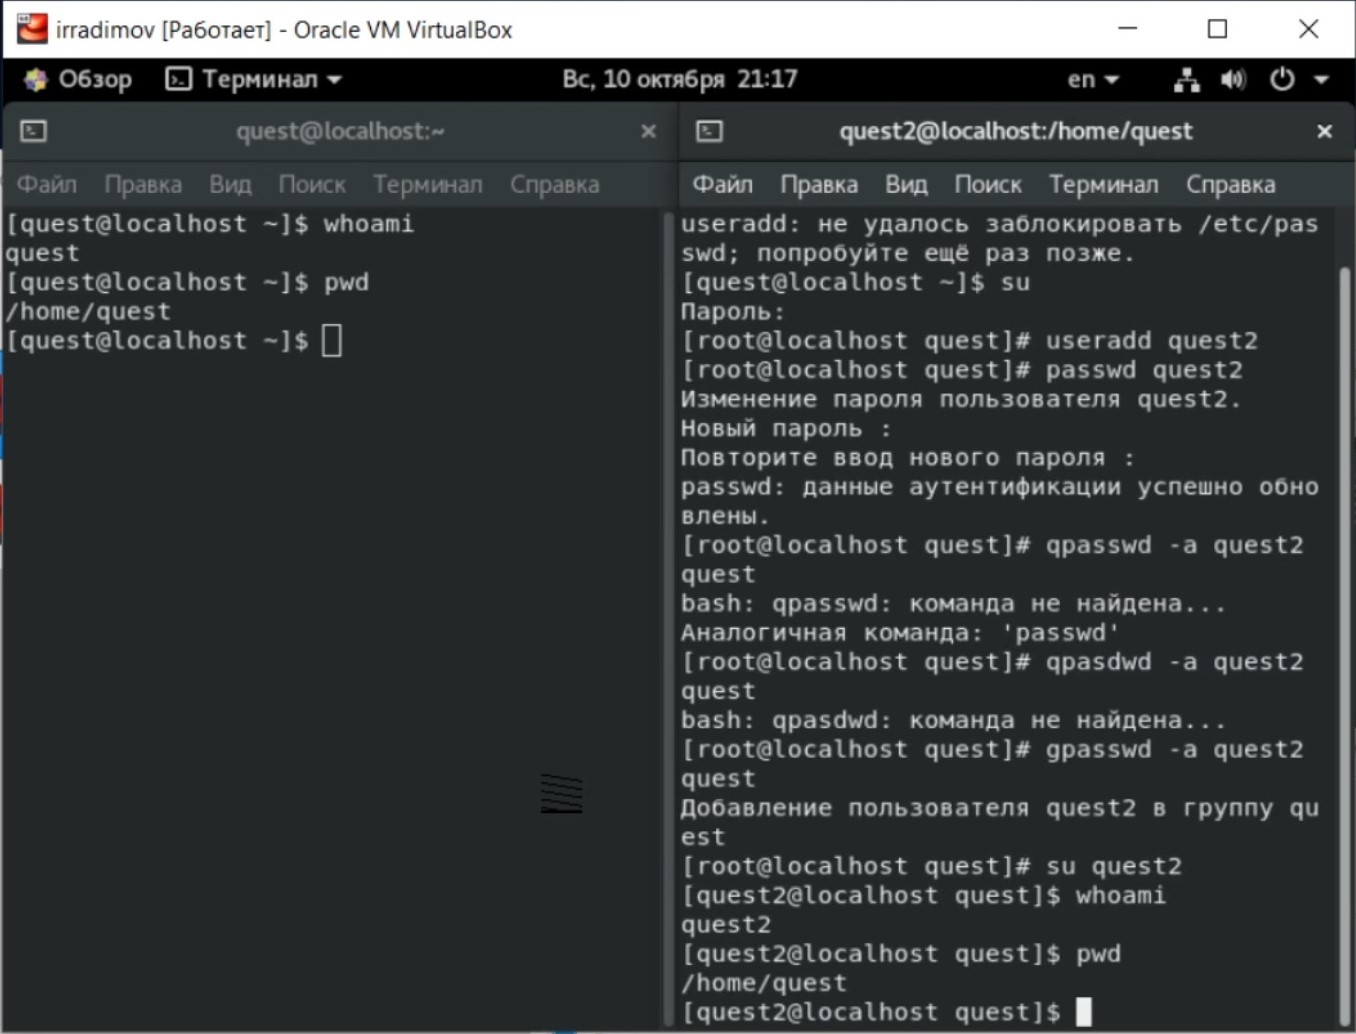 irradimov [Работает] - Oracle VM VirtualBox
Обзор Терминал Вс, 10 октября 21:17 en
quest@localhost:~
Файл Правка Вид Поиск Терминал Справка
[quest@localhost ~]$ whoami
quest
[quest@localhost ~]$ pwd
/home/quest
[quest@localhost ~]$
quest2@localhost:/home/quest
Файл Правка Вид Поиск Терминал Справка
useradd: не удалось заблокировать /etc/pas
swd; попробуйте ещё раз позже.
[quest@localhost ~]$ su
Пароль:
[root@localhost quest]# useradd quest2
[root@localhost quest]# passwd quest2
Изменение пароля пользователя quest2.
Новый пароль :
Повторите ввод нового пароля :
passwd: данные аутентификации успешно обно
влены.
[root@localhost quest]# qpasswd -a quest2
quest
bash: qpasswd: команда не найдена...
Аналогичная команда: 'passwd'
[root@localhost quest]# qpasdwd -a quest2
quest
bash: qpasdwd: команда не найдена...
[root@localhost quest]# gpasswd -a quest2
quest
Добавление пользователя quest2 в группу qu
est
[root@localhost quest]# su quest2
[quest2@localhost quest]$ whoami
quest2
[quest2@localhost quest]$ pwd
/home/quest
[quest2@localhost quest]$